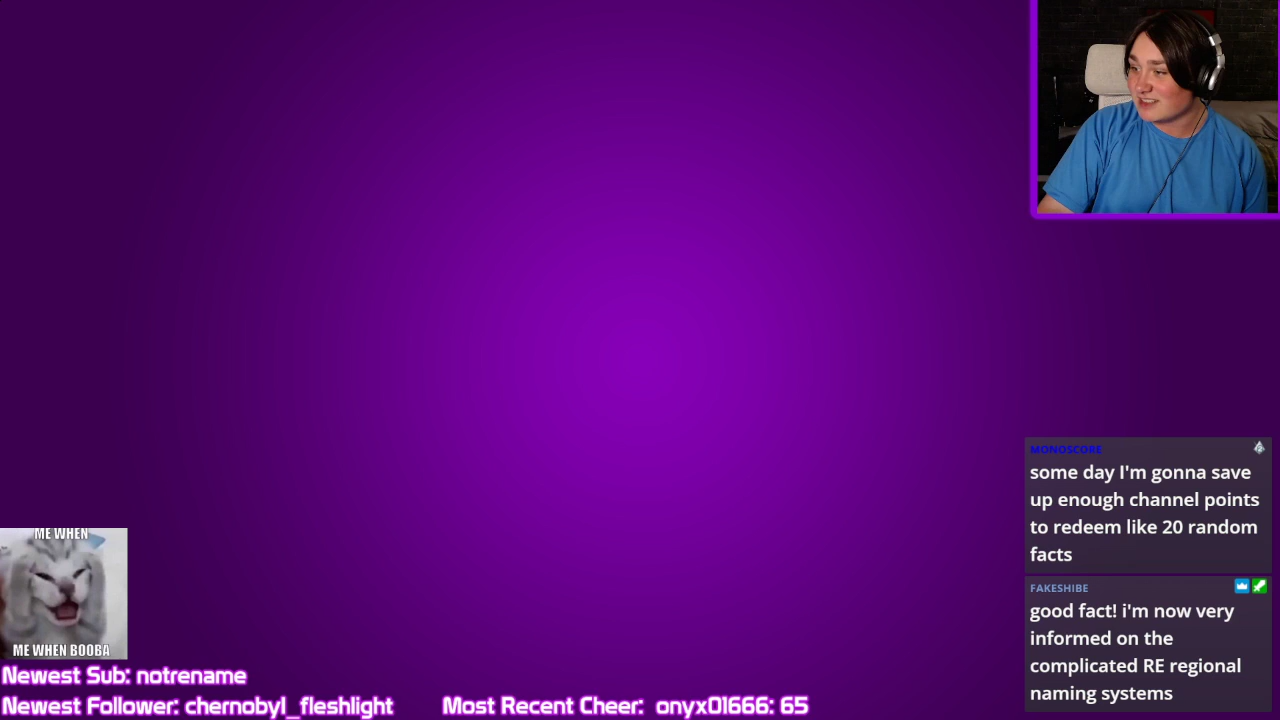 MONOSCORE
some day I'm gonna save
up enough channel points
to redeem like 20 random
facts
FAKESHIBE
good fact! i'm now very
informed on the
complicated RE regional
naming systems
ME WHEN
ME WHEN BOOBA
Newest Sub: notrename
Newest Follower: chernobyl_fleshlight
Most Recent Cheer: onyx01666: 65